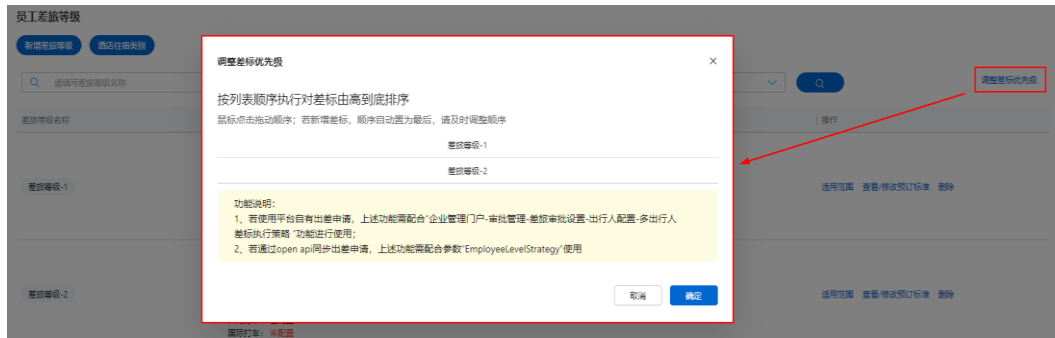 员工差旅等级
新增差旅等级 酒店住宿类别
请填写差旅等级名称
调整差标优先级
差旅等级名称 操作
调整差标优先级 ×
按列表顺序执行对差标由高到底排序
鼠标点击拖动顺序；若新增差标，顺序自动置为最后，请及时调整顺序
差旅等级-1
差旅等级-2
功能说明：
1、若使用平台自有出差申请，上述功能需配合“企业管理门户-审批管理-差旅审批设置-出行人配置-多出行人
差标执行策略 ”功能进行使用；
2、若通过open api同步出差申请，上述功能需配合参数“EmployeeLevelStrategy”使用
取消 确定
差旅等级-1 适用范围 查看/修改预订标准 删除
差旅等级-2 适用范围 查看/修改预订标准 删除
国际打车：未配置